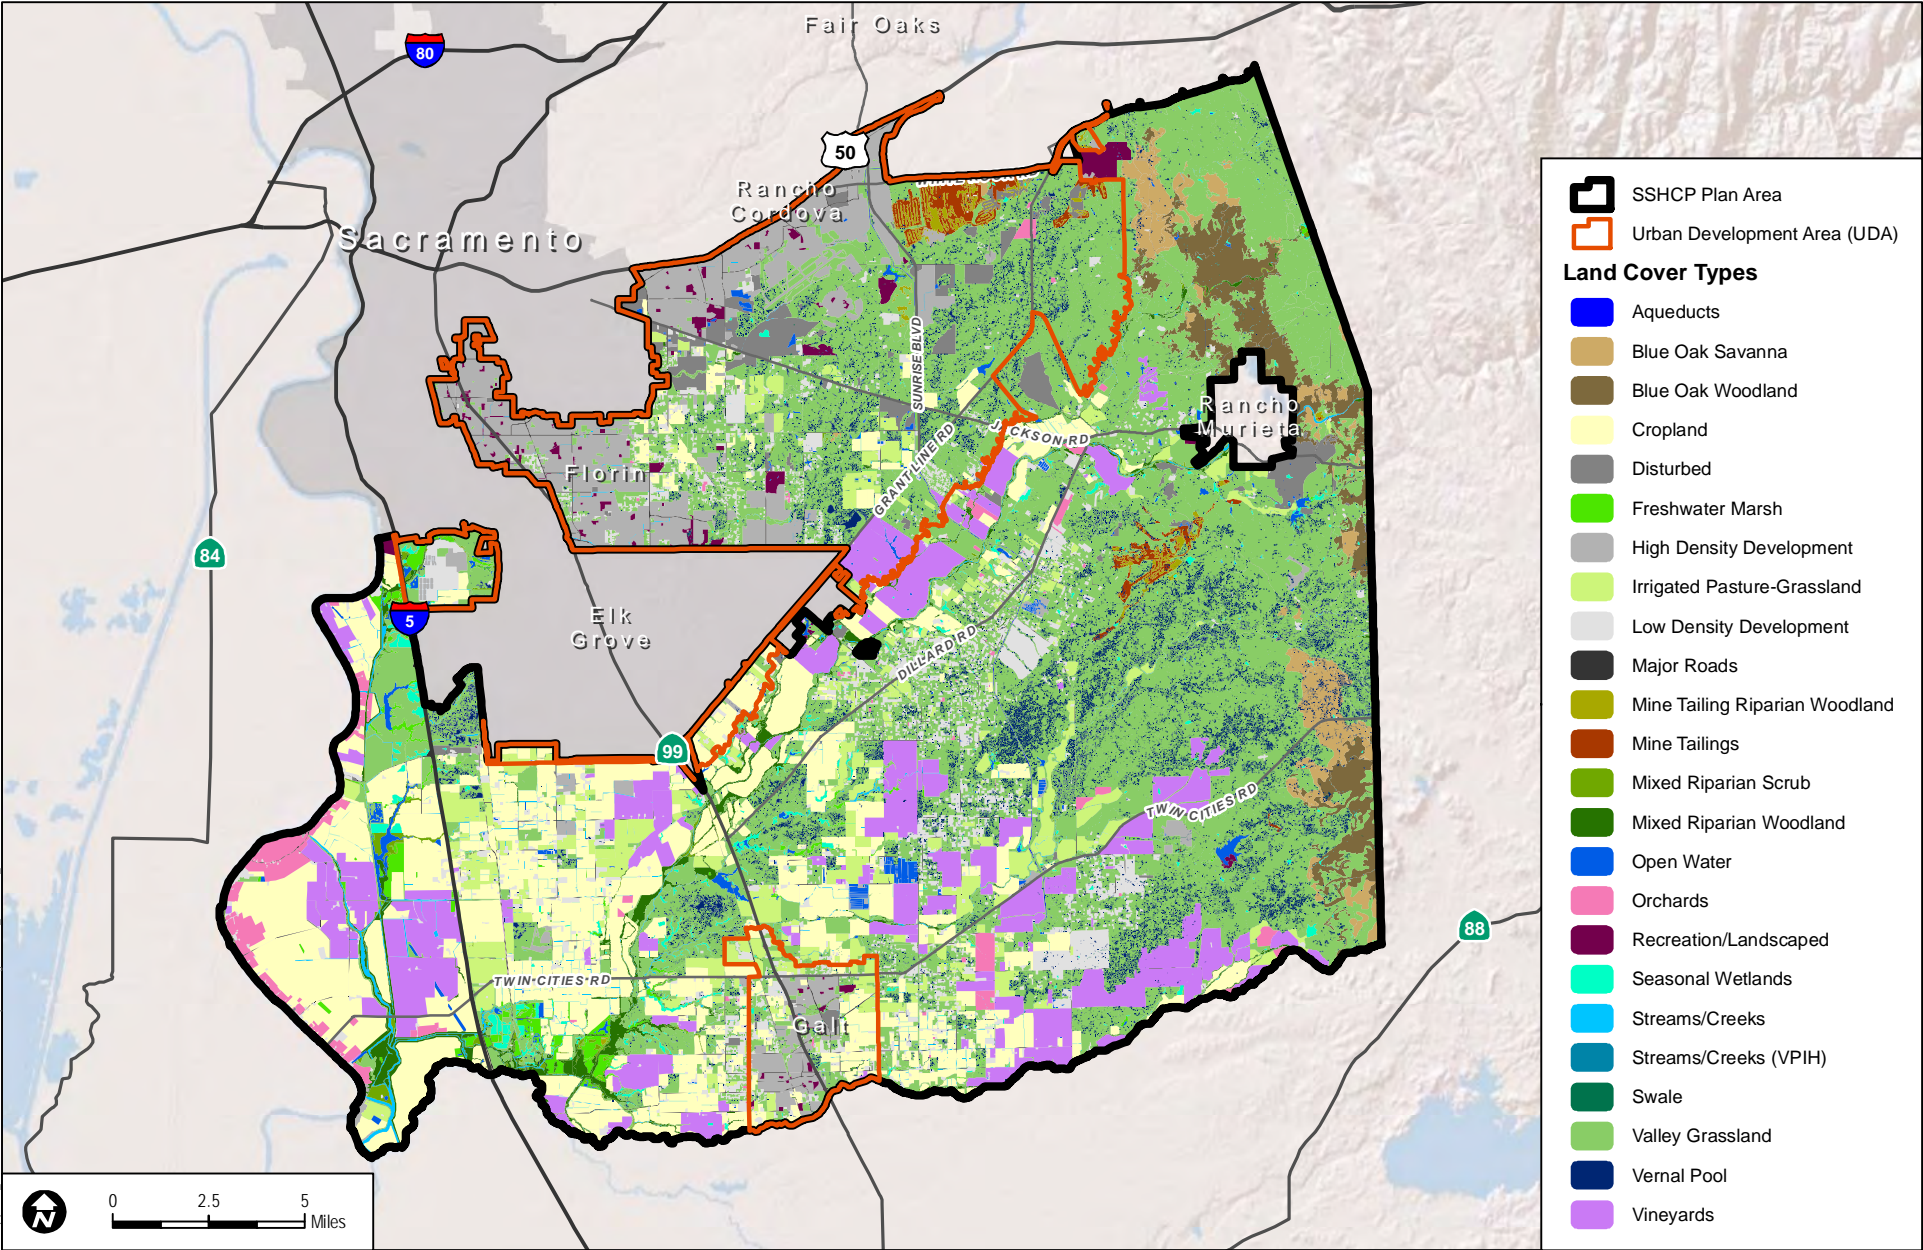 Fair Oaks
80
50
Rancho
Cordova
Sacramento
SUNRISE BLVD
JACKSON RD
GRANT LINE RD
Rancho
Murieta
Florin
84
5
Elk
Grove
DILLARD RD
99
TWIN CITIES RD
88
TWIN CITIES RD
Galt
SSHCP Plan Area
Urban Development Area (UDA)
Land Cover Types
Aqueducts
Blue Oak Savanna
Blue Oak Woodland
Cropland
Disturbed
Freshwater Marsh
High Density Development
Irrigated Pasture-Grassland
Low Density Development
Major Roads
Mine Tailing Riparian Woodland
Mine Tailings
Mixed Riparian Scrub
Mixed Riparian Woodland
Open Water
Orchards
Recreation/Landscaped
Seasonal Wetlands
Streams/Creeks
Streams/Creeks (VPIH)
Swale
Valley Grassland
Vernal Pool
Vineyards
N
0 2.5 5
Miles